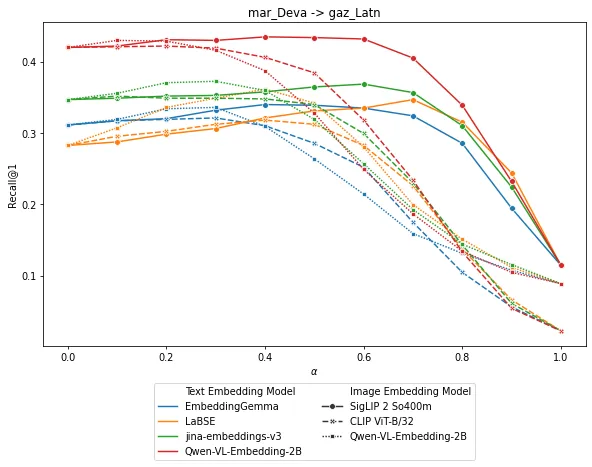 mar_Deva -> gaz_Latn
Recall@1
0.4
0.3
0.2
0.1
0.0 0.2 0.4 0.6 0.8 1.0
α
Text Embedding Model Image Embedding Model
EmbeddingGemma SigLIP 2 So400m
LaBSE CLIP ViT-B/32
jina-embeddings-v3 Qwen-VL-Embedding-2B
Qwen-VL-Embedding-2B